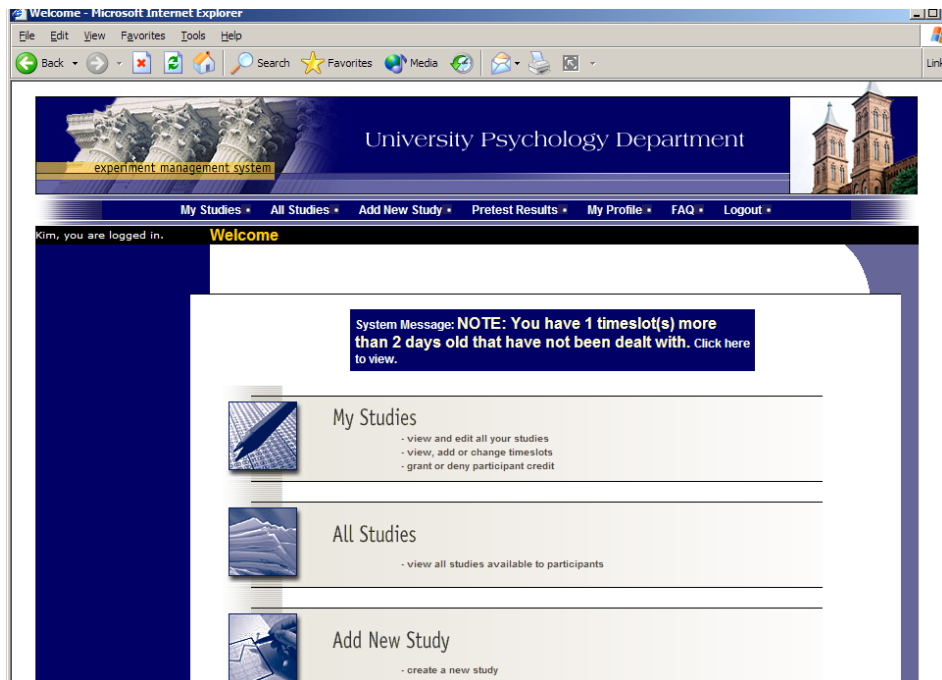 Welcome - Microsoft Internet Explorer
File Edit View Favorites Tools Help
Back Search Favorites Media
Link
University Psychology Department
experiment management system
My Studies All Studies Add New Study Pretest Results My Profile FAQ Logout
Kim, you are logged in. Welcome
System Message: NOTE: You have 1 timeslot(s) more
than 2 days old that have not been dealt with. Click here
to view.
My Studies
- view and edit all your studies
- view, add or change timeslots
- grant or deny participant credit
All Studies
- view all studies available to participants
Add New Study
- create a new study